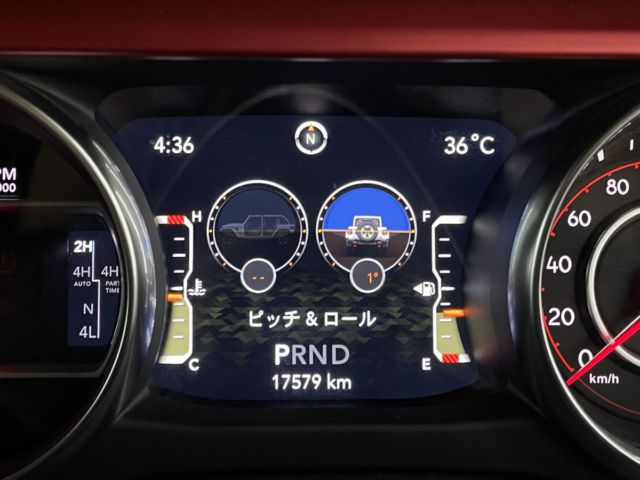 4:36
N
36°C
PM
000
H
F
80
2H
60
4H 4H
AUTO PART TIME
40
N
-- 1°
4L
ピッチ & ロール
20
C
PRND
E
0
17579 km
km/h